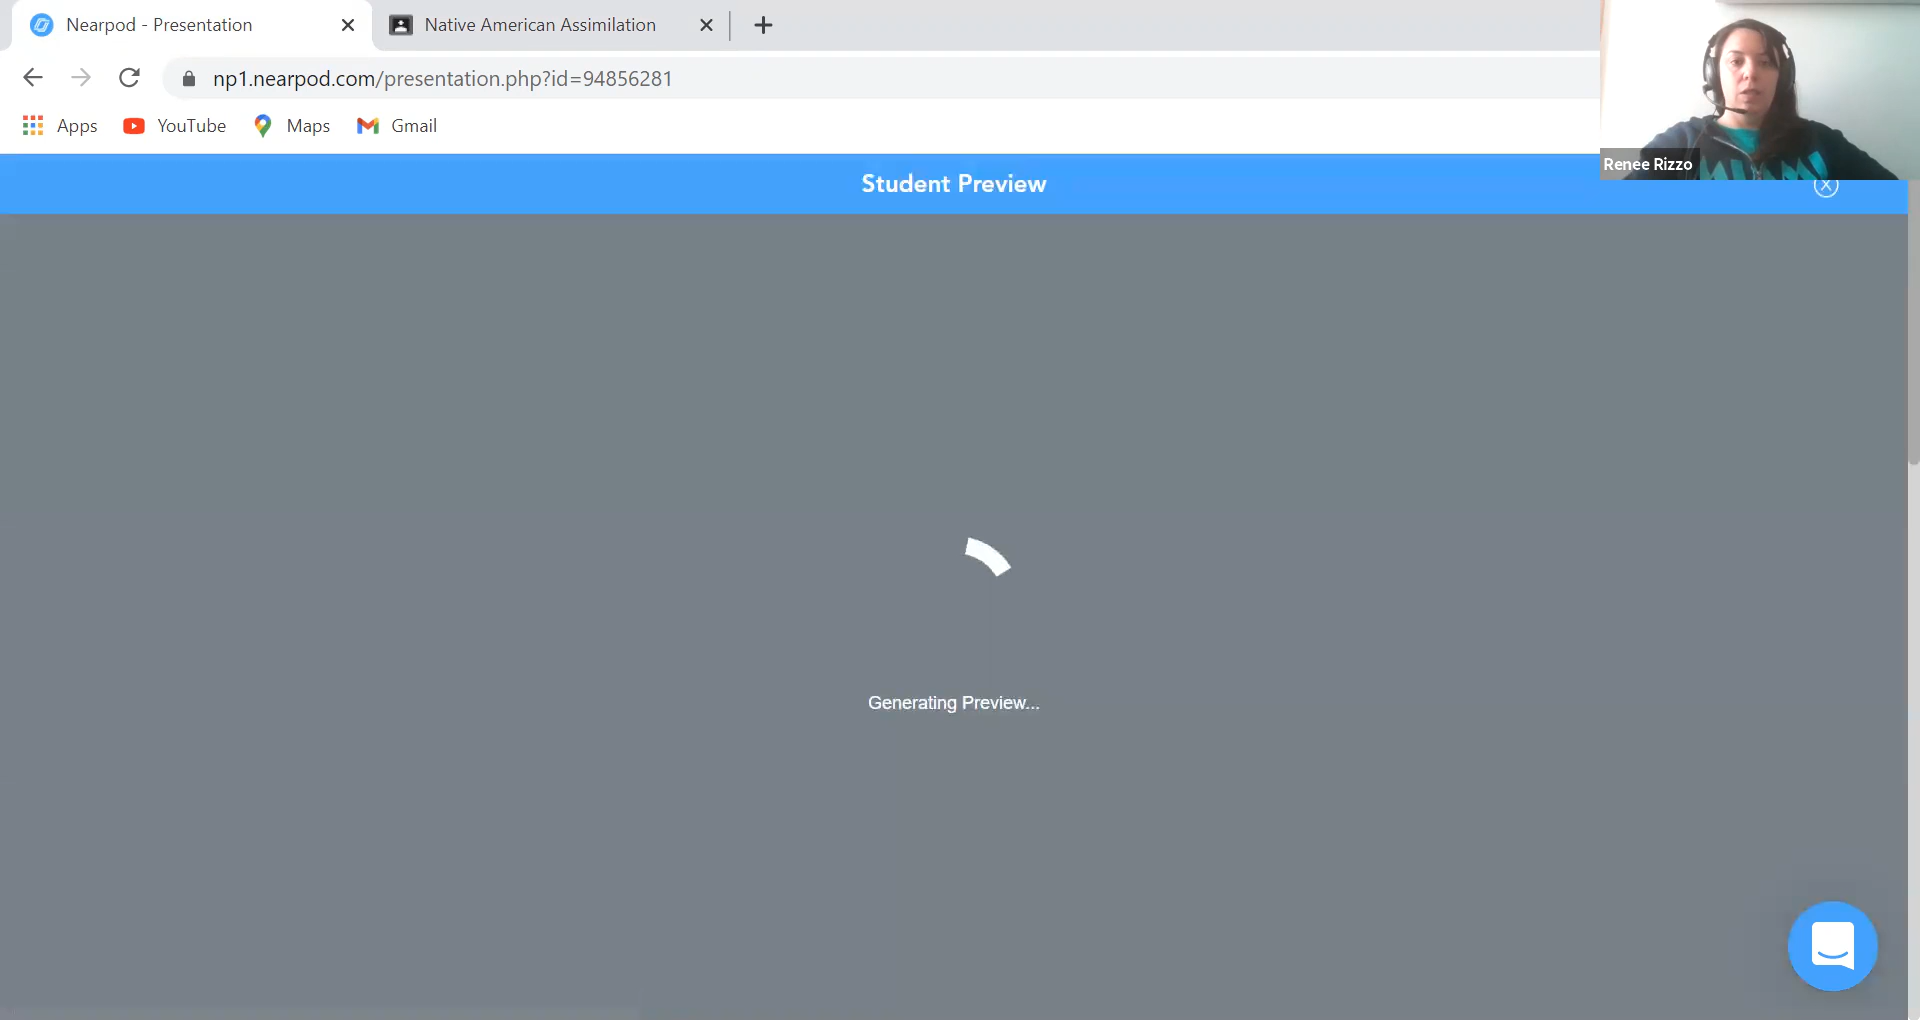 Nearpod - Presentation
Native American Assimilation
np1.nearpod.com/presentation.php?id=94856281
Apps
YouTube
Maps
Gmail
Renee Rizzo
Student Preview
Generating Preview...